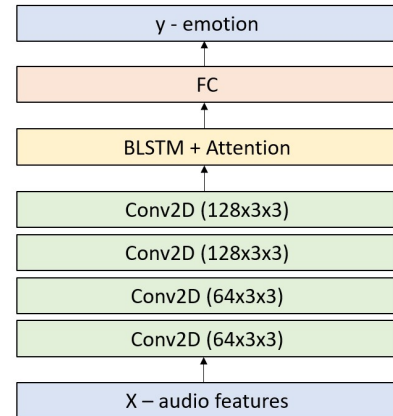 y - emotion
FC
BLSTM + Attention
Conv2D (128x3x3)
Conv2D (128x3x3)
Conv2D (64x3x3)
Conv2D (64x3x3)
X – audio features